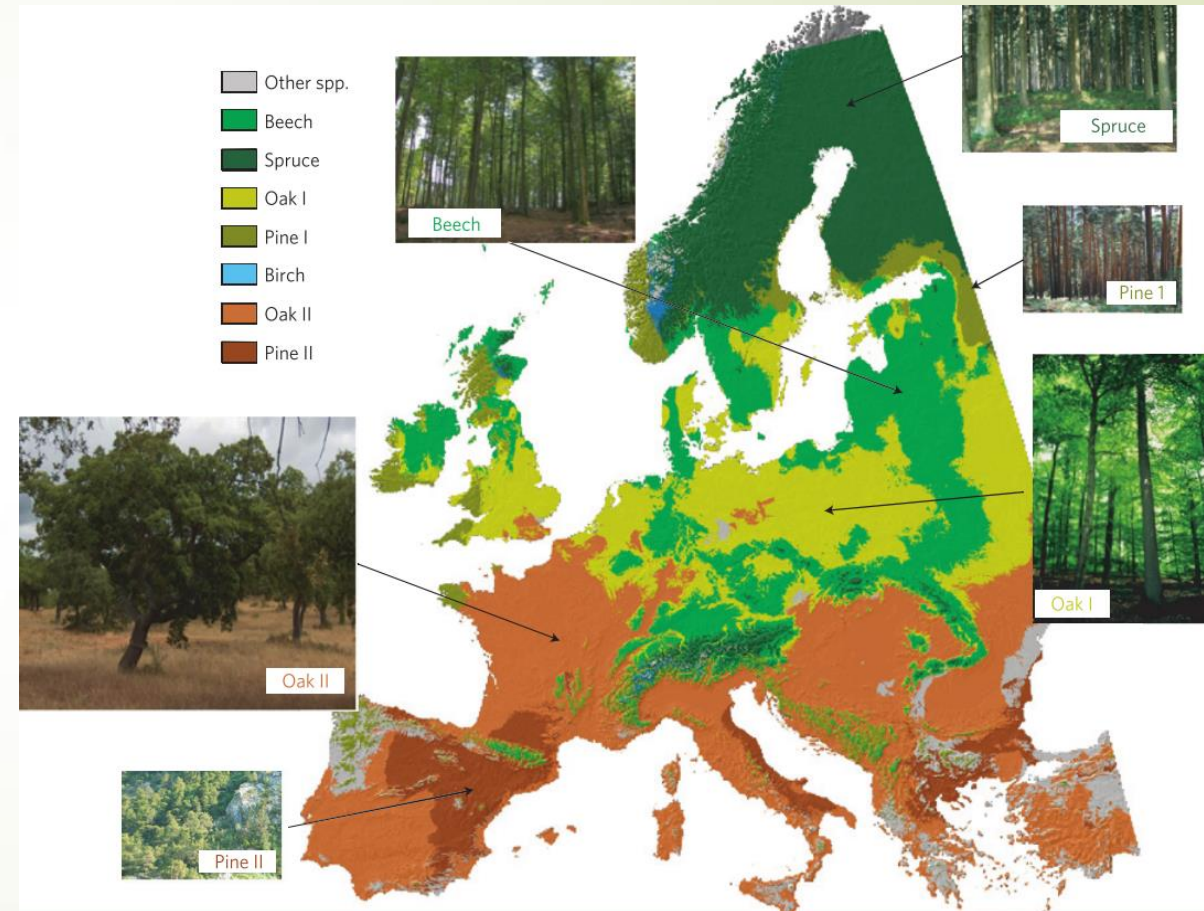 Other spp.
Beech
Spruce
Oak I
Pine I
Birch
Oak II
Pine II
Beech
Spruce
Pine 1
Oak I
Oak II
Pine II